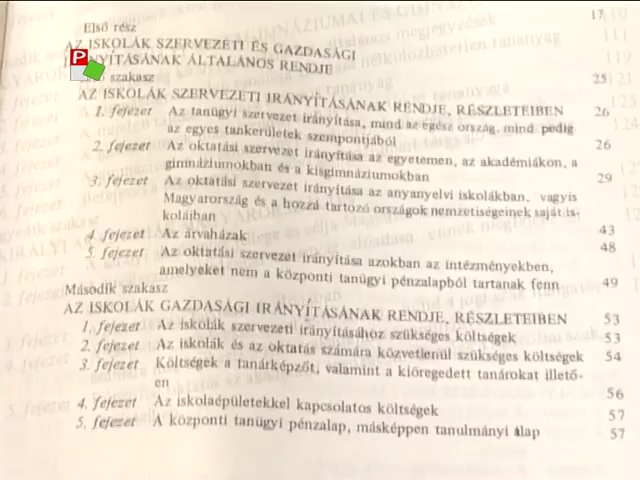 Első rész 17
AZ ISKOLÁK SZERVEZETI ÉS GAZDASÁGI
IRÁNYÍTÁSÁNAK ÁLTALÁNOS RENDJE
szakasz 25
AZ ISKOLÁK SZERVEZETI IRÁNYÍTÁSÁNAK RENDJE, RÉSZLETEIBEN
1. fejezet Az tanügyi szervezet irányítása, mind az egész ország, mind pedig 26
az egyes tankerületek szempontjából
2. fejezet Az oktatási szervezet irányítása az egyetemen, az akadémiákon, a 26
gimnáziumokban és a kisgimnáziumokban
3. fejezet Az oktatási szervezet irányítása az anyanyelvi iskolákban, vagyis 29
Magyarország és a hozzá tartozó országok nemzetiségeinek saját is-
koláiban
4. fejezet Az árvaházak 43
5. fejezet Az oktatási szervezet irányítása azokban az intézményekben, 48
amelyeket nem a központi tanügyi pénzalapból tartanak fenn
Második szakasz 49
AZ ISKOLÁK GAZDASÁGI IRÁNYÍTÁSÁNAK RENDJE, RÉSZLETEIBEN
1. fejezet Az iskolák szervezeti irányításához szükséges költségek 53
2. fejezet Az iskolák és az oktatás számára közvetlenül szükséges költségek 53
3. fejezet Költségek a tanárképzőt, valamint a kiöregedett tanárokat illető- 54
en
4. fejezet Az iskolaépületekkel kapcsolatos költségek 56
5. fejezet A központi tanügyi pénzalap, másképpen tanulmányi alap 57
57